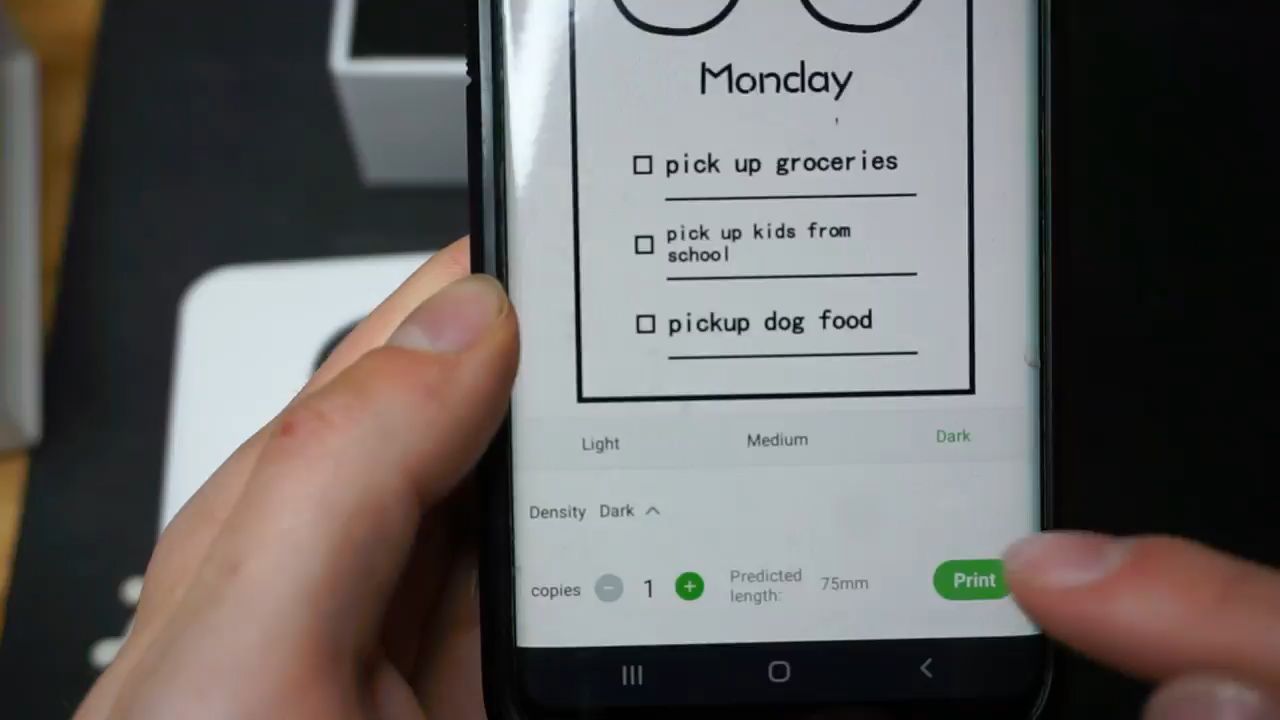 Monday
pick up groceries
pick up kids from
school
pickup dog food
Light Medium Dark
Density Dark
copies 1 Predicted length: 75mm Print